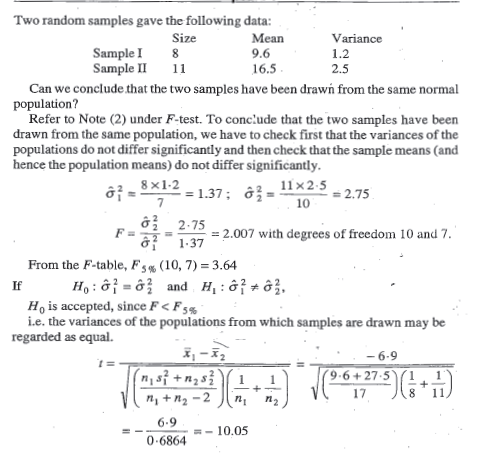 Two random samples gave the following data:
Size Mean Variance
Sample I 8 9.6 1.2
Sample II 11 16.5 2.5
Can we conclude that the two samples have been drawn from the same normal
population?
Refer to Note (2) under F-test. To conclude that the two samples have been
drawn from the same population, we have to check first that the variances of the
populations do not differ significantly and then check that the sample means (and
hence the population means) do not differ significantly.
σ̂₁² = 8×1·2 / 7 = 1.37 ; σ̂₂² = 11×2·5 / 10 = 2.75
F = σ̂₂² / σ̂₁² = 2·75 / 1·37 = 2.007 with degrees of freedom 10 and 7.
From the F-table, F₅% (10, 7) = 3.64
If H₀ : σ̂₁² = σ̂₂² and H₁ : σ̂₁² ≠ σ̂₂².
H₀ is accepted, since F < F₅%
i.e. the variances of the populations from which samples are drawn may be
regarded as equal.
t = (x̄₁ – x̄₂) / √((n₁s₁² + n₂s₂²) / (n₁ + n₂ – 2) (1/n₁ + 1/n₂)) = – 6·9 / √((9·6 + 27·5) / 17) (1/8 + 1/11)
= – 6·9 / 0·6864 = – 10.05